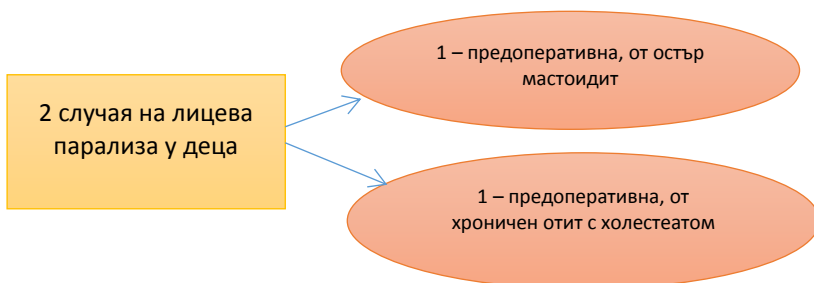 2 случая на лицева
парализа у деца
1 – предоперативна, от остър
мастоидит
1 – предоперативна, от
хроничен отит с холестеатом